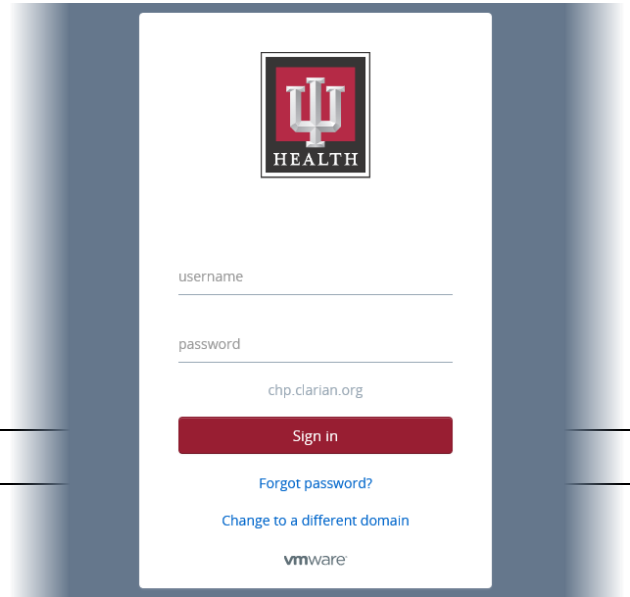 HEALTH
username
password
chp.clarian.org
Sign in
Forgot password?
Change to a different domain
vmware